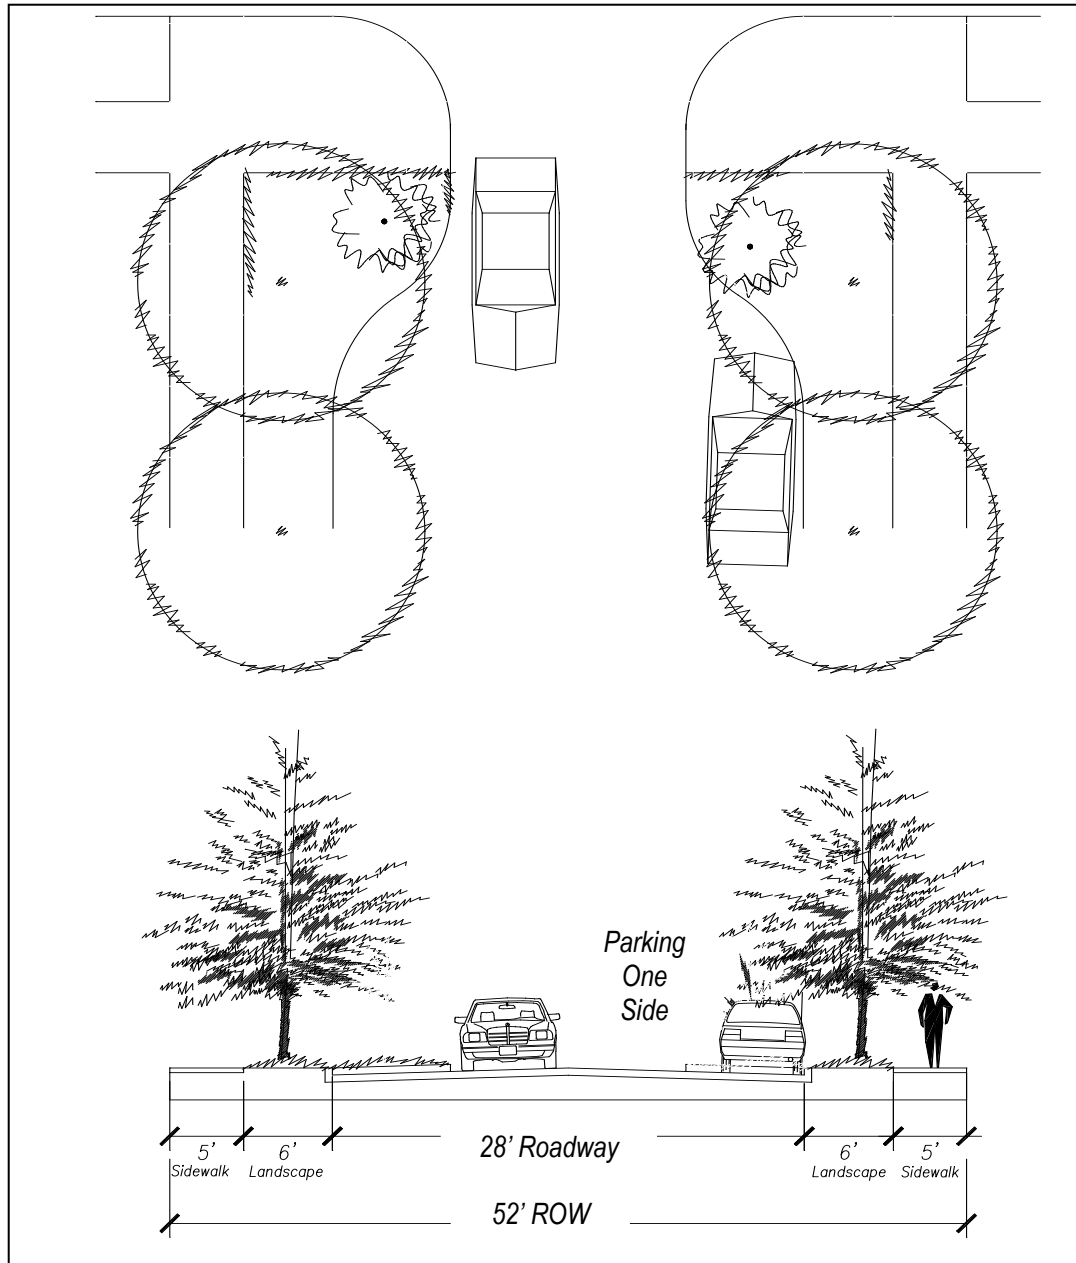 Parking
One
Side
28’ Roadway
5’
Sidewalk
6’
Landscape
6’
Landscape
5’
Sidewalk
52’ ROW